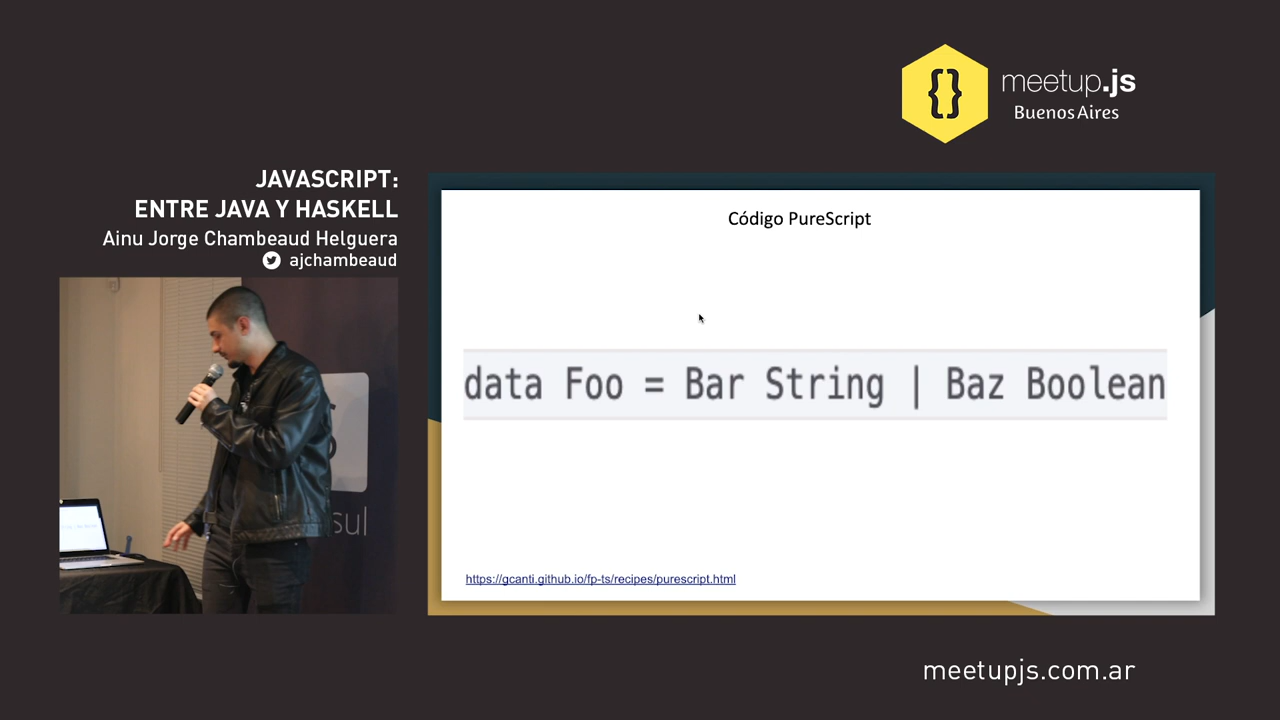 {}
meetup.js
Buenos Aires
JAVASCRIPT:
ENTRE JAVA Y HASKELL
Ainu Jorge Chambeaud Helguera
ajchambeaud
Código PureScript
data Foo = Bar String | Baz Boolean
https://gcanti.github.io/fp-ts/recipes/purescript.html
sul
meetupjs.com.ar